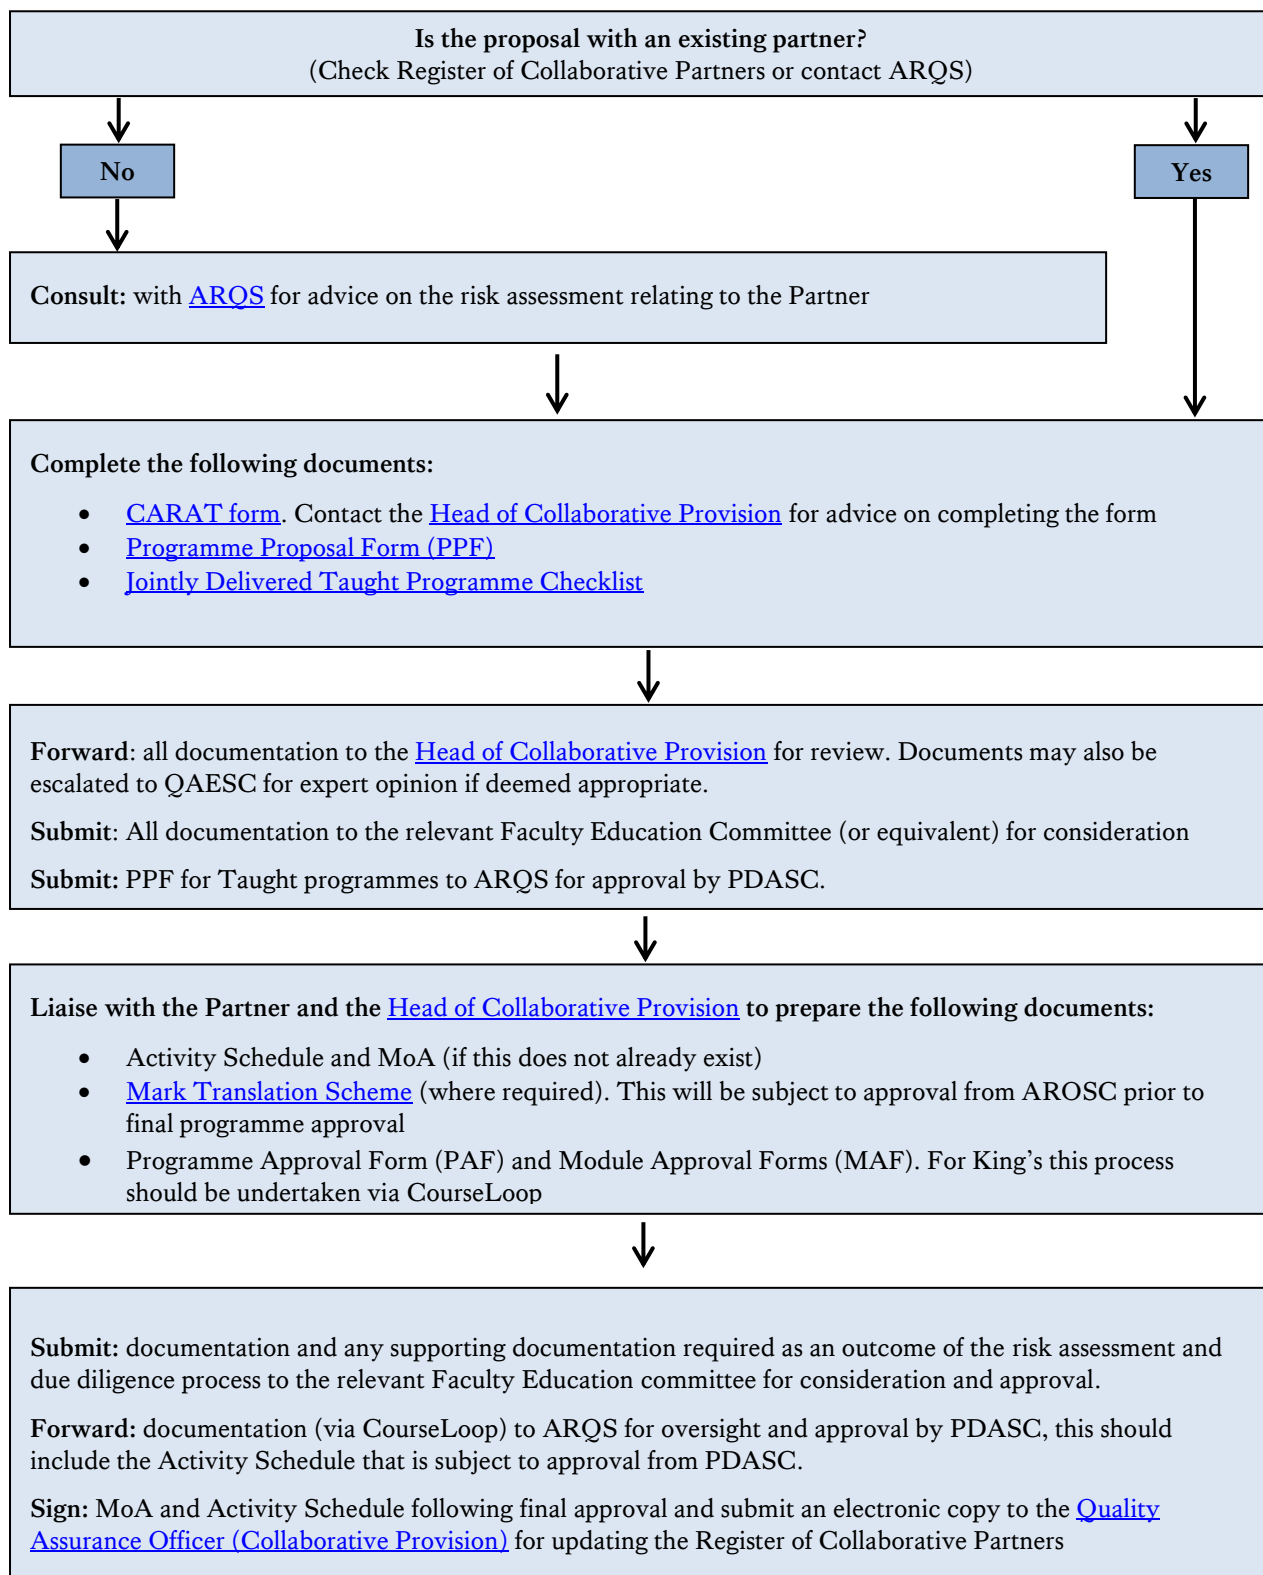 Is the proposal with an existing partner?
(Check Register of Collaborative Partners or contact ARQS)
No
Yes
Consult: with ARQS for advice on the risk assessment relating to the Partner
Complete the following documents:
• CARAT form. Contact the Head of Collaborative Provision for advice on completing the form
• Programme Proposal Form (PPF)
• Jointly Delivered Taught Programme Checklist
Forward: all documentation to the Head of Collaborative Provision for review. Documents may also be
escalated to QAESC for expert opinion if deemed appropriate.
Submit: All documentation to the relevant Faculty Education Committee (or equivalent) for consideration
Submit: PPF for Taught programmes to ARQS for approval by PDASC.
Liaise with the Partner and the Head of Collaborative Provision to prepare the following documents:
• Activity Schedule and MoA (if this does not already exist)
• Mark Translation Scheme (where required). This will be subject to approval from AROSC prior to
final programme approval
• Programme Approval Form (PAF) and Module Approval Forms (MAF). For King's this process
should be undertaken via CourseLoop
Submit: documentation and any supporting documentation required as an outcome of the risk assessment and
due diligence process to the relevant Faculty Education committee for consideration and approval.
Forward: documentation (via CourseLoop) to ARQS for oversight and approval by PDASC, this should
include the Activity Schedule that is subject to approval from PDASC.
Sign: MoA and Activity Schedule following final approval and submit an electronic copy to the Quality
Assurance Officer (Collaborative Provision) for updating the Register of Collaborative Partners